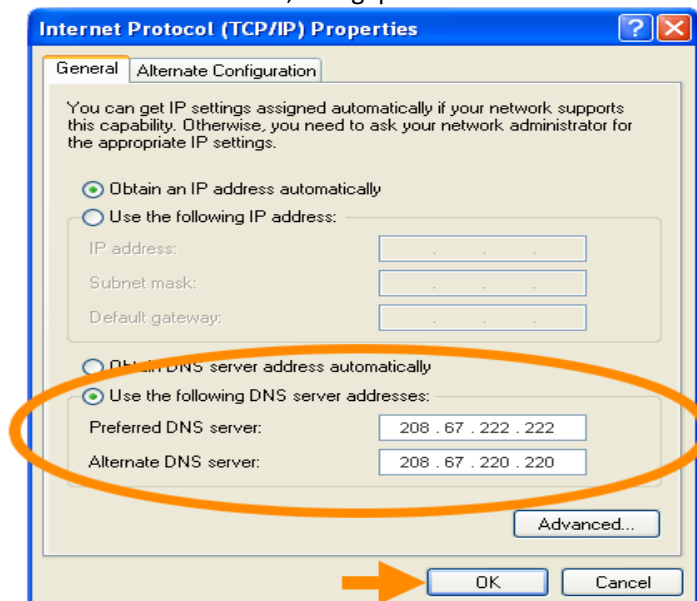 Internet Protocol (TCP/IP) Properties
General
Alternate Configuration
You can get IP settings assigned automatically if your network supports
this capability. Otherwise, you need to ask your network administrator for
the appropriate IP settings.
Obtain an IP address automatically
Use the following IP address:
IP address:
Subnet mask:
Default gateway:
Obtain DNS server address automatically
Use the following DNS server addresses:
Preferred DNS server: 208 . 67 . 222 . 222
Alternate DNS server: 208 . 67 . 220 . 220
Advanced...
OK Cancel